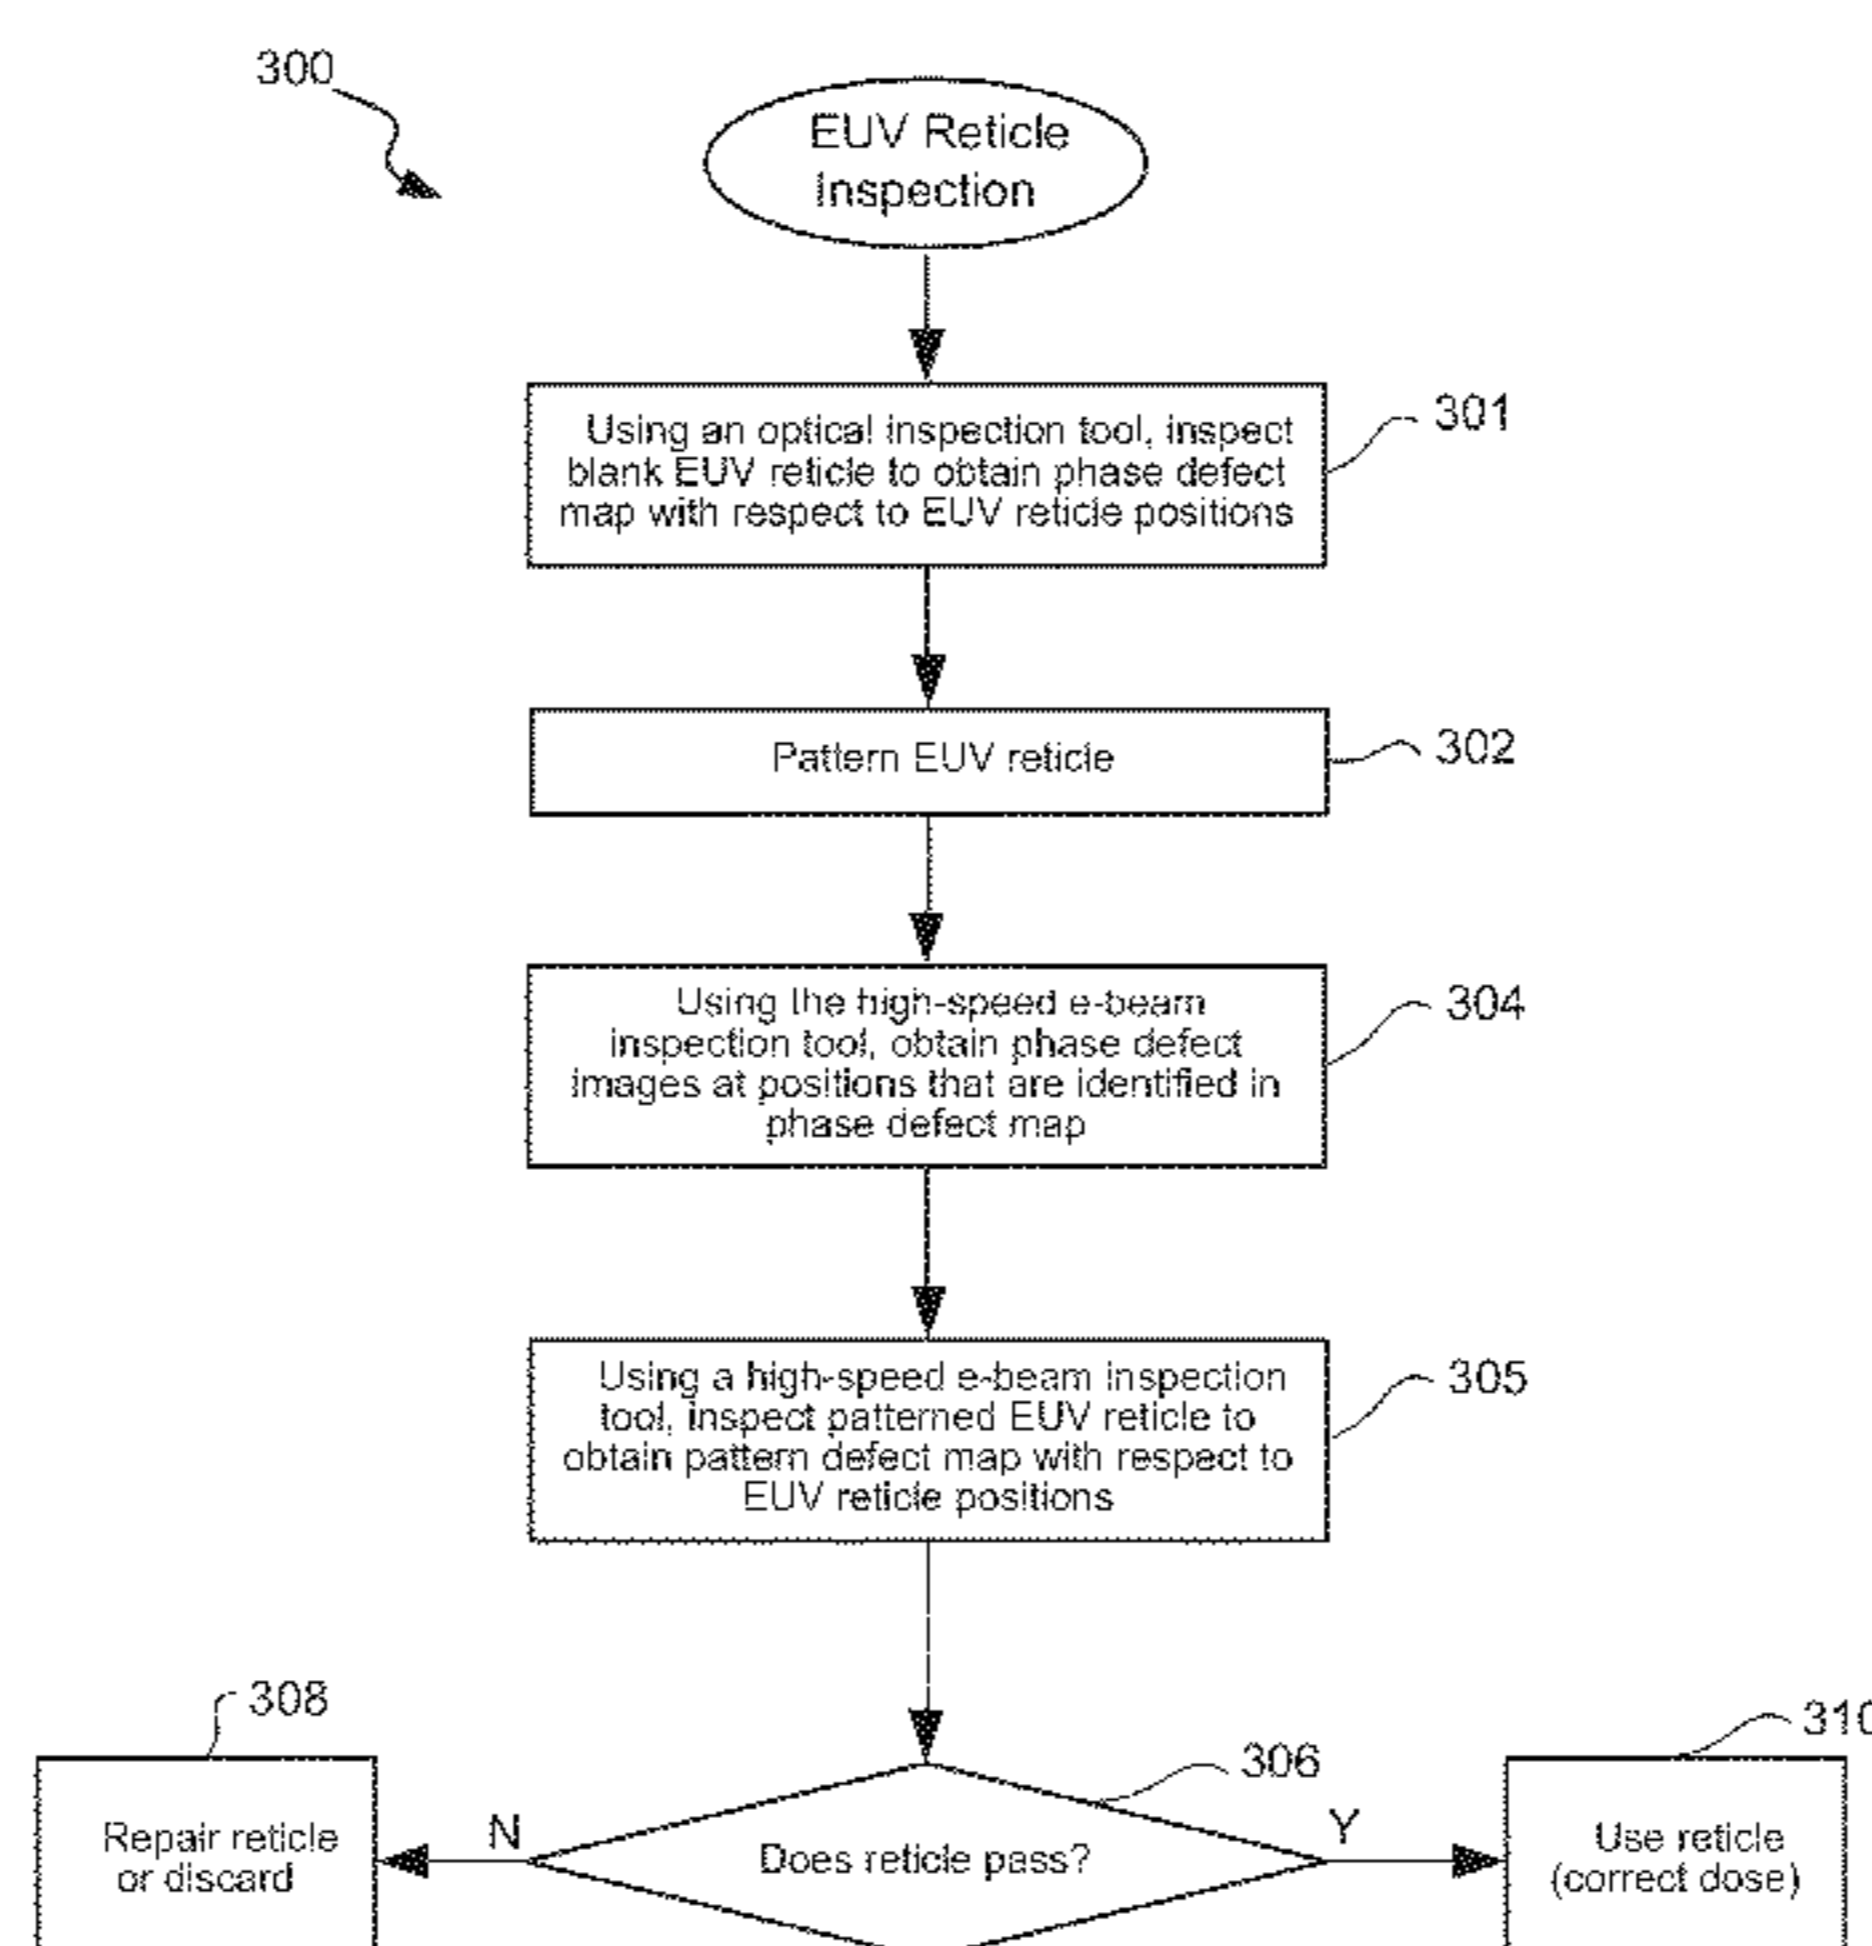 300
EUV Reticle
Inspection
301
Using an optical inspection tool, inspect
blank EUV reticle to obtain phase defect
map with respect to EUV reticle positions
302
Pattern EUV reticle
304
Using the high-speed e-beam
inspection tool, obtain phase defect
images at positions that are identified in
phase defect map
305
Using a high-speed e-beam inspection
tool, inspect patterned EUV reticle to
obtain pattern defect map with respect to
EUV reticle positions
308
310
306
N
Y
Repair reticle
or discard
Does reticle pass?
Use reticle
(correct dose)